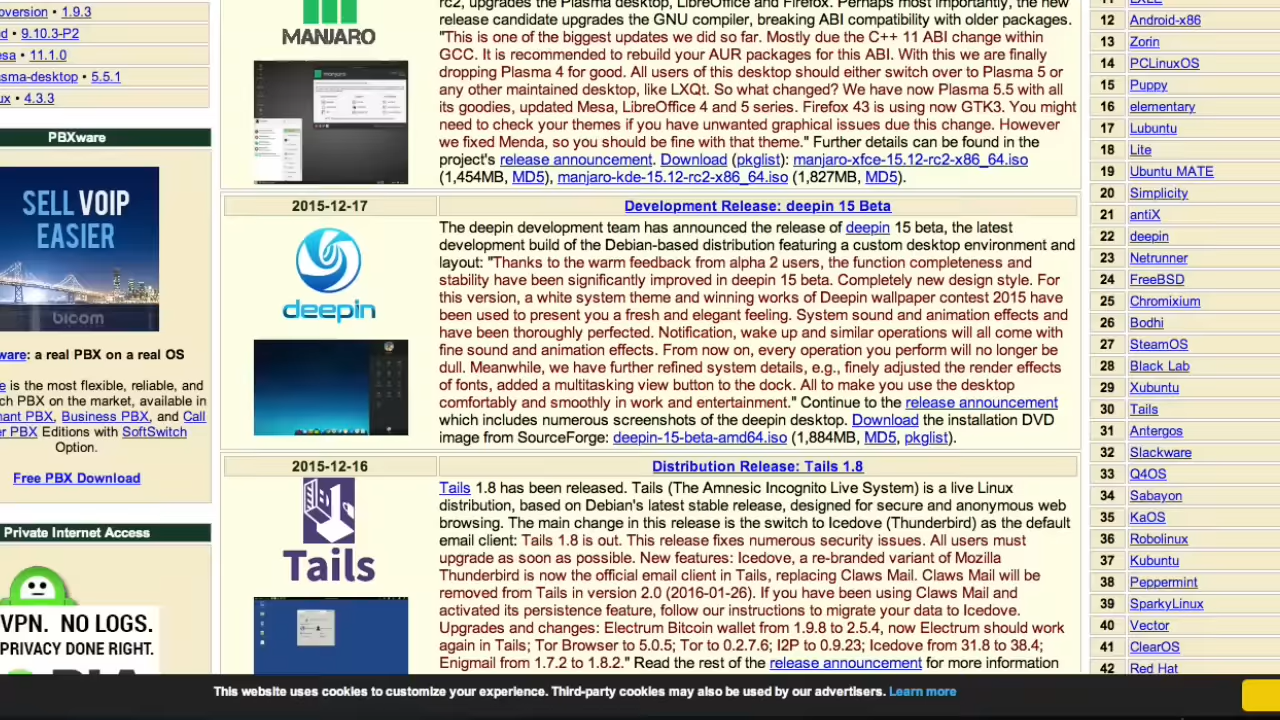 oversion • 1.9.3
d • 9.10.3-P2
esa • 11.1.0
asma-desktop • 5.5.1
ux • 4.3.3
PBXware
SELL VOIP
EASIER
bicom
ware: a real PBX on a real OS
e is the most flexible, reliable, and
ch PBX on the market, available in
nant PBX, Business PBX, and Call
er PBX Editions with SoftSwitch
Option.
Free PBX Download
Private Internet Access
VPN. NO LOGS.
PRIVACY DONE RIGHT.
MANJARO
rc2, upgrades the Plasma desktop, LibreOffice and Firefox. Perhaps most importantly, the new
release candidate upgrades the GNU compiler, breaking ABI compatibility with older packages.
"This is one of the biggest updates we did so far. Mostly due the C++ 11 ABI change within
GCC. It is recommended to rebuild your AUR packages for this ABI. With this we are finally
dropping Plasma 4 for good. All users of this desktop should either switch over to Plasma 5 or
any other maintained desktop, like LXQt. So what changed? We have now Plasma 5.5 with all
its goodies, updated Mesa, LibreOffice 4 and 5 series. Firefox 43 is using now GTK3. You might
need to check your themes if you have some graphical issues due this change. However
we fixed Menda, so you should be fine with that theme." Further details can be found in the
project's release announcement. Download (pkglist): manjaro-xfce-15.12-rc2-x86_64.iso
(1,454MB, MD5), manjaro-kde-15.12-rc2-x86_64.iso (1,827MB, MD5).
2015-12-17
Development Release: deepin 15 Beta
deepin
The deepin development team has announced the release of deepin 15 beta, the latest
development build of the Debian-based distribution featuring a custom desktop environment and
layout: "Thanks to the warm feedback from alpha 2 users, the function completeness and
stability have been significantly improved in deepin 15 beta. Completely new design style. For
this version, a white system theme and winning works of Deepin wallpaper contest 2015 have
been used to present you a fresh and elegant feeling. System sound and animation effects and
have been thoroughly perfected. Notification, wake up and similar operations will all come with
fine sound and animation effects. From now on, every operation you perform will no longer be
dull. Meanwhile, we have further refined system details, e.g., finely adjusted the render effects
of fonts, added a multitasking view button to the dock. All to make you use the desktop
comfortably and smoothly in work and entertainment." Continue to the release announcement
which includes numerous screenshots of the deepin desktop. Download the installation DVD
image from SourceForge: deepin-15-beta-amd64.iso (1,884MB, MD5, pkglist).
2015-12-16
Distribution Release: Tails 1.8
Tails
Tails 1.8 has been released. Tails (The Amnesic Incognito Live System) is a live Linux
distribution, based on Debian's latest stable release, designed for secure and anonymous web
browsing. The main change in this release is the switch to Icedove (Thunderbird) as the default
email client: Tails 1.8 is out. This release fixes numerous security issues. All users must
upgrade as soon as possible. New features: Icedove, a re-branded variant of Mozilla
Thunderbird is now the official email client in Tails, replacing Claws Mail. Claws Mail will be
removed from Tails in version 2.0 (2016-01-26). If you have been using Claws Mail and
activated its persistence feature, follow our instructions to migrate your data to Icedove.
Upgrades and changes: Electrum Bitcoin wallet from 1.9.8 to 2.5.4, now Electrum should work
again in Tails; Tor Browser to 5.0.5; Tor to 0.2.7.6; I2P to 0.9.23; Icedove from 31.8 to 38.4;
Enigmail from 1.7.2 to 1.8.2." Read the rest of the release announcement for more information
11 LXLE
12 Android-x86
13 Zorin
14 PCLinuxOS
15 Puppy
16 elementary
17 Lubuntu
18 Lite
19 Ubuntu MATE
20 Simplicity
21 antiX
22 deepin
23 Netrunner
24 FreeBSD
25 Chromixium
26 Bodhi
27 SteamOS
28 Black Lab
29 Xubuntu
30 Tails
31 Antergos
32 Slackware
33 Q4OS
34 Sabayon
35 KaOS
36 Robolinux
37 Kubuntu
38 Peppermint
39 SparkyLinux
40 Vector
41 ClearOS
42 Red Hat
This website uses cookies to customize your experience. Third-party cookies may also be used by our advertisers. Learn more